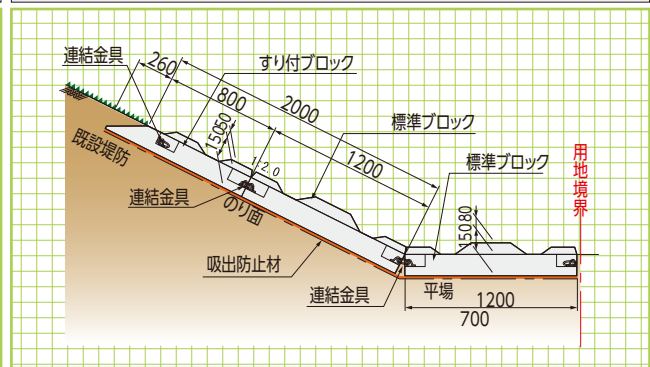 連結金具
260
すり付ブロック
800
2000
標準ブロック
150
50
1200
標準ブロック
用地境界
既設堤防
1:2.0
連結金具
のり面
150
80
吸出防止材
連結金具
平場
1200
700